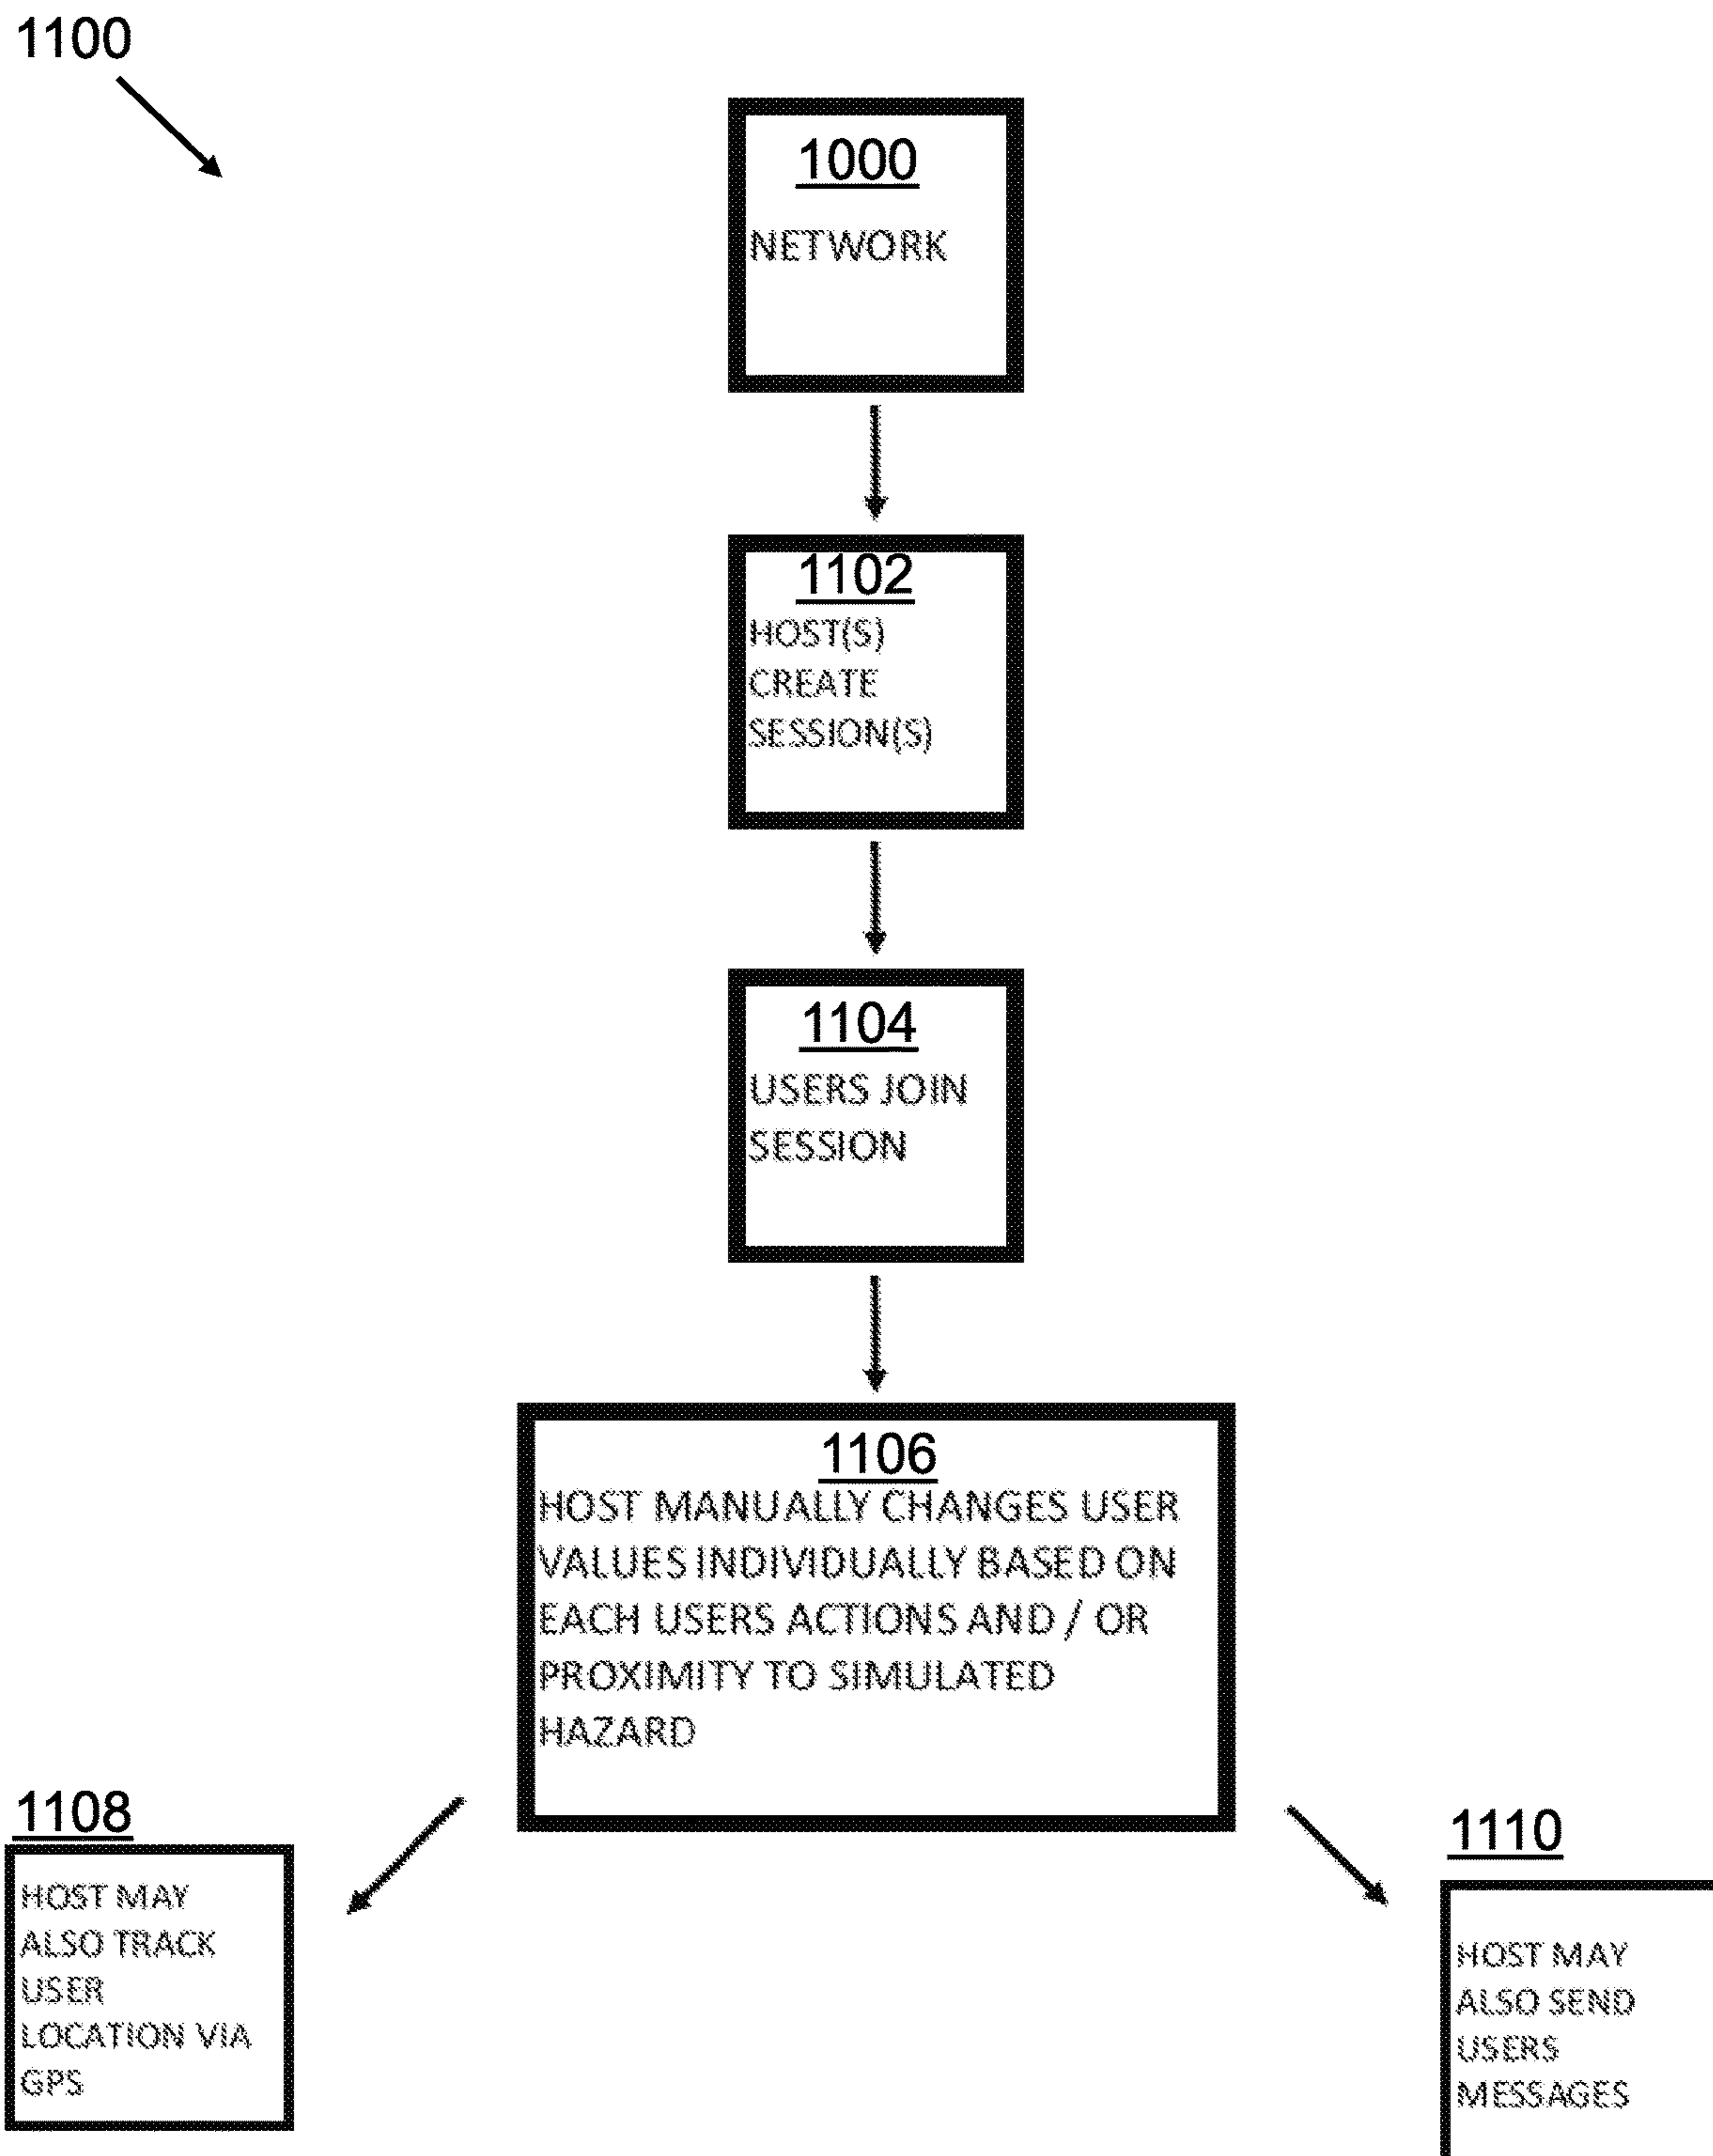 1100
1000
NETWORK
1102
HOST(S)
CREATE
SESSION(S)
1104
USERS JOIN
SESSION
1106
HOST MANUALLY CHANGES USER
VALUES INDIVIDUALLY BASED ON
EACH USERS ACTIONS AND / OR
PROXIMITY TO SIMULATED
HAZARD
1108
HOST MAY
ALSO TRACK
USER
LOCATION VIA
GPS
1110
HOST MAY
ALSO SEND
USERS
MESSAGES